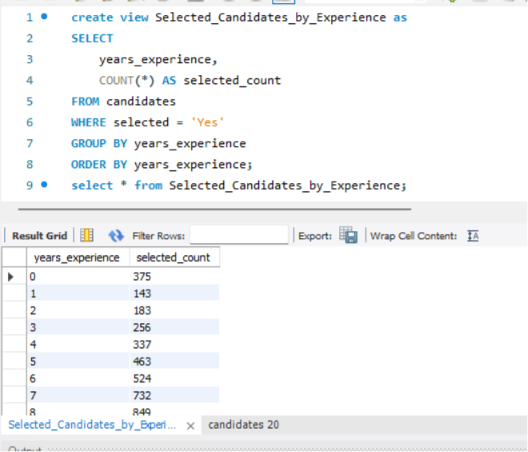 1 create view Selected_Candidates_by_Experience as
2 SELECT
3 years_experience,
4 COUNT(*) AS selected_count
5 FROM candidates
6 WHERE selected = 'Yes'
7 GROUP BY years_experience
8 ORDER BY years_experience;
9 select * from Selected_Candidates_by_Experience;
Result Grid Filter Rows: Export: Wrap Cell Content: IA
years_experience selected_count
0 375
1 143
2 183
3 256
4 337
5 463
6 524
7 732
8 849
Selected_Candidates_by_Experi... × candidates 20
Output